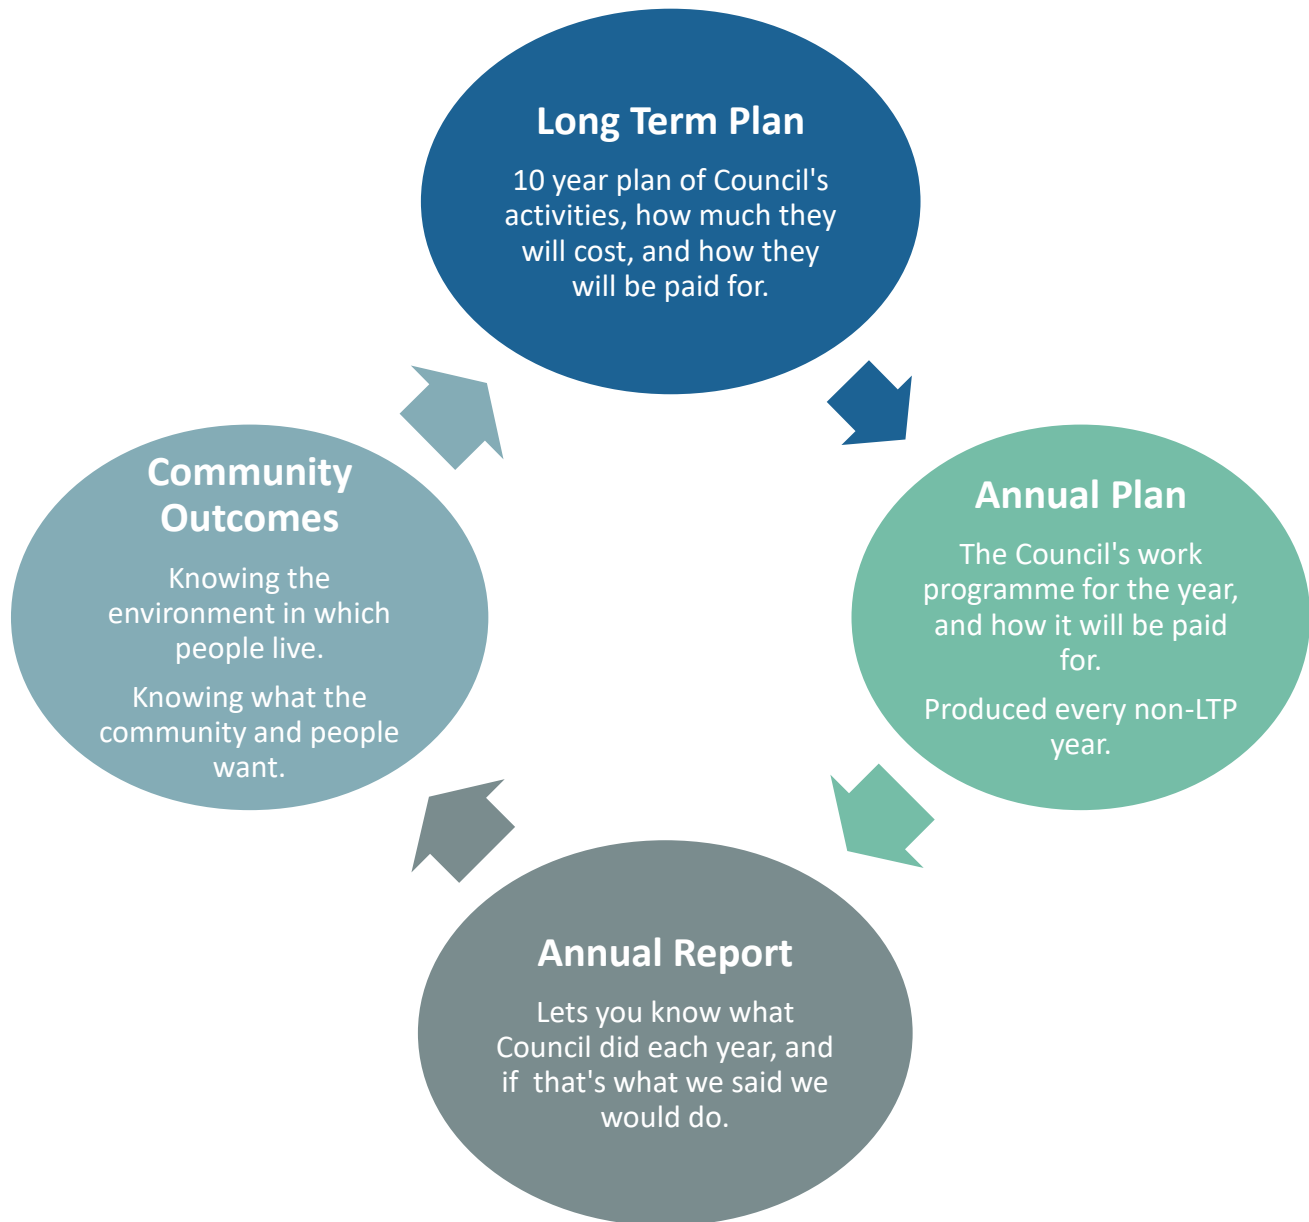 Long Term Plan
10 year plan of Council's
activities, how much they
will cost, and how they
will be paid for.
Annual Plan
The Council's work
programme for the year,
and how it will be paid
for.
Produced every non-LTP
year.
Annual Report
Lets you know what
Council did each year, and
if  that's what we said we
would do.
Community
Outcomes
Knowing the
environment in which
people live.
Knowing what the
community and people
want.